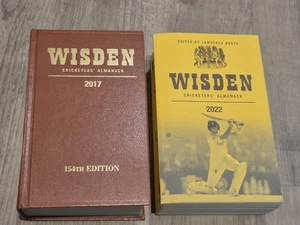 WISDEN
CRICKETERS' ALMANACK
2017
154TH EDITION
EDITED BY LAWRENCE BOOTH
WISDEN
CRICKETERS' ALMANACK
2022